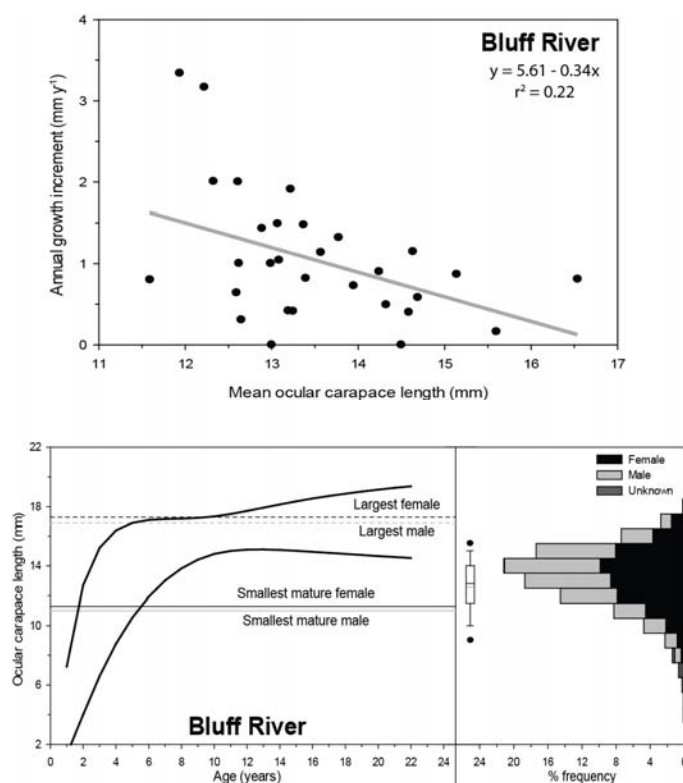 Bluff River
y = 5.61 - 0.34x
r² = 0.22
Annual growth increment (mm y⁻¹)
4
3
2
1
0
11 12 13 14 15 16 17
Mean ocular carapace length (mm)
Ocular carapace length (mm)
22
18
14
10
6
2
Largest female
Largest male
Smallest mature female
Smallest mature male
Bluff River
0 2 4 6 8 10 12 14 16 18 20 22 24
Age (years)
Female
Male
Unknown
24 20 16 12 8 4 0
% frequency